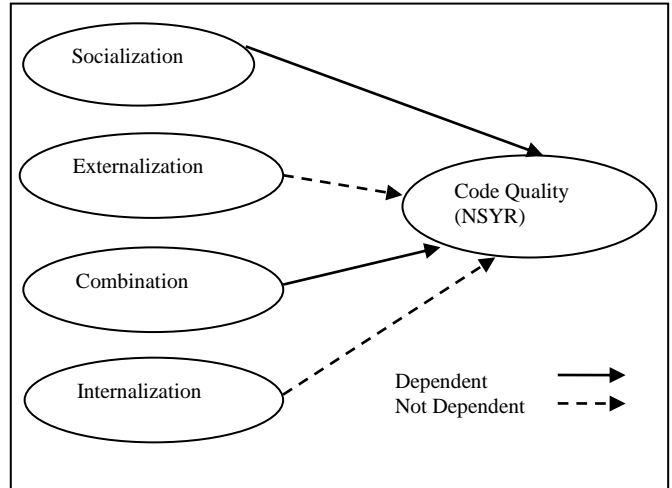 Socialization
Externalization
Code Quality
(NSYR)
Combination
Internalization
Dependent
Not Dependent